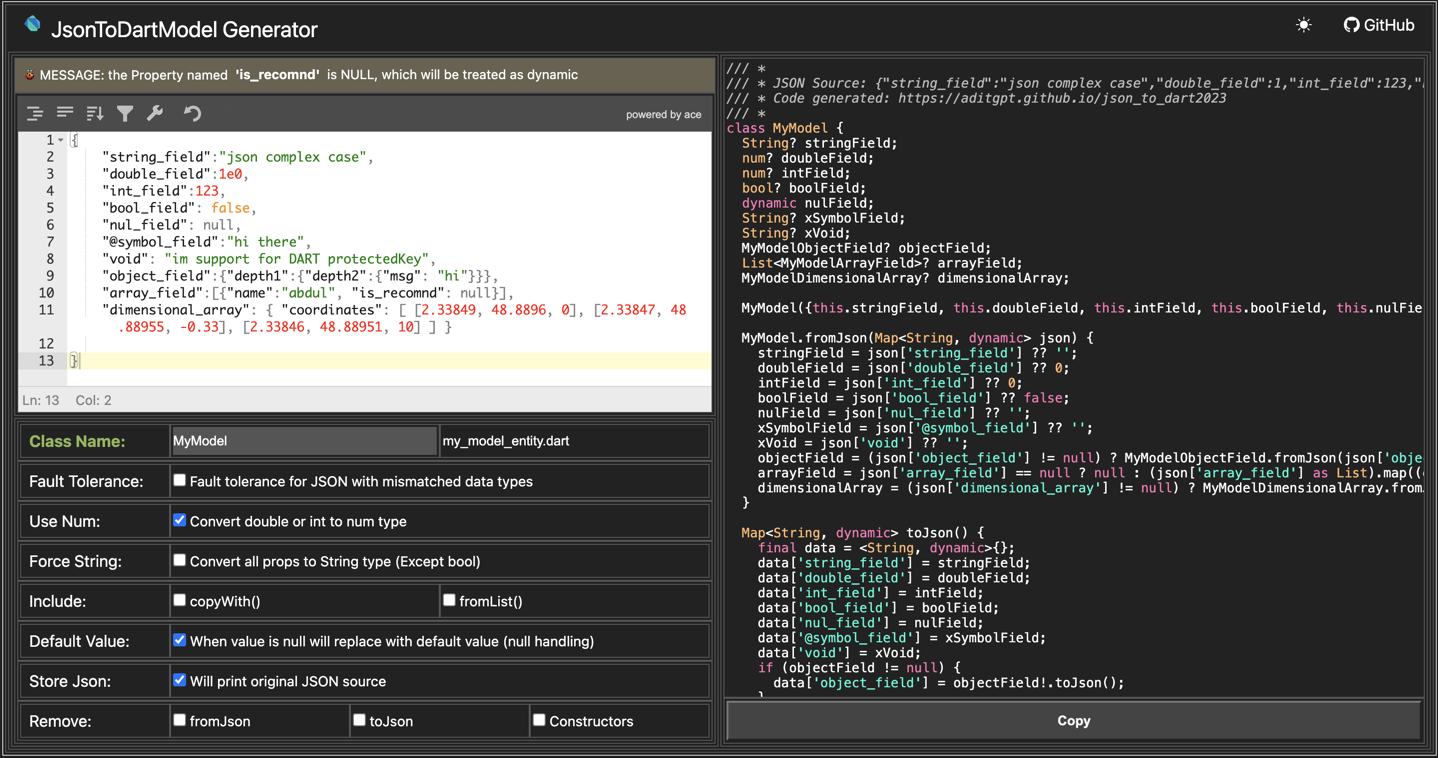 JsonToDartModel Generator
GitHub
MESSAGE: the Property named 'is_recomnd' is NULL, which will be treated as dynamic
powered by ace
1 {
2 "string_field":"json complex case",
3 "double_field":1e0,
4 "int_field":123,
5 "bool_field": false,
6 "nul_field": null,
7 "@symbol_field":"hi there",
8 "void": "im support for DART protectedKey",
9 "object_field":{"depth1":{"depth2":{"msg": "hi"}}},
10 "array_field":[{"name":"abdul", "is_recomnd": null}],
11 "dimensional_array": { "coordinates": [ [2.33849, 48.8896, 0], [2.33847, 48
.88955, -0.33], [2.33846, 48.88951, 10] ] }
12
13 }
Ln: 13 Col: 2
Class Name: MyModel my_model_entity.dart
Fault Tolerance: Fault tolerance for JSON with mismatched data types
Use Num: Convert double or int to num type
Force String: Convert all props to String type (Except bool)
Include: copyWith() fromList()
Default Value: When value is null will replace with default value (null handling)
Store Json: Will print original JSON source
Remove: fromJson toJson Constructors
/// *
/// * JSON Source: {"string_field":"json complex case","double_field":1,"int_field":123,"
/// * Code generated: https://aditgpt.github.io/json_to_dart2023
/// *
class MyModel {
String? stringField;
num? doubleField;
num? intField;
bool? boolField;
dynamic nulField;
String? xSymbolField;
String? xVoid;
MyModelObjectField? objectField;
List<MyModelArrayField>? arrayField;
MyModelDimensionalArray? dimensionalArray;
MyModel({this.stringField, this.doubleField, this.intField, this.boolField, this.nulFie
MyModel.fromJson(Map<String, dynamic> json) {
stringField = json['string_field'] ?? '';
doubleField = json['double_field'] ?? 0;
intField = json['int_field'] ?? 0;
boolField = json['bool_field'] ?? false;
nulField = json['nul_field'] ?? '';
xSymbolField = json['@symbol_field'] ?? '';
xVoid = json['void'] ?? '';
objectField = (json['object_field'] != null) ? MyModelObjectField.fromJson(json['obje
arrayField = json['array_field'] == null ? null : (json['array_field'] as List).map((
dimensionalArray = (json['dimensional_array'] != null) ? MyModelDimensionalArray.from
}
Map<String, dynamic> toJson() {
final data = <String, dynamic>{};
data['string_field'] = stringField;
data['double_field'] = doubleField;
data['int_field'] = intField;
data['bool_field'] = boolField;
data['nul_field'] = nulField;
data['@symbol_field'] = xSymbolField;
data['void'] = xVoid;
if (objectField != null) {
data['object_field'] = objectField!.toJson();
Copy